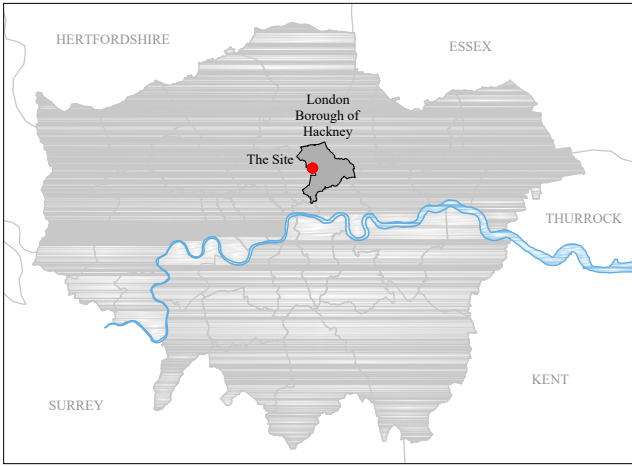 HERTFORDSHIRE
ESSEX
London
Borough of
Hackney
The Site
THURROCK
KENT
SURREY